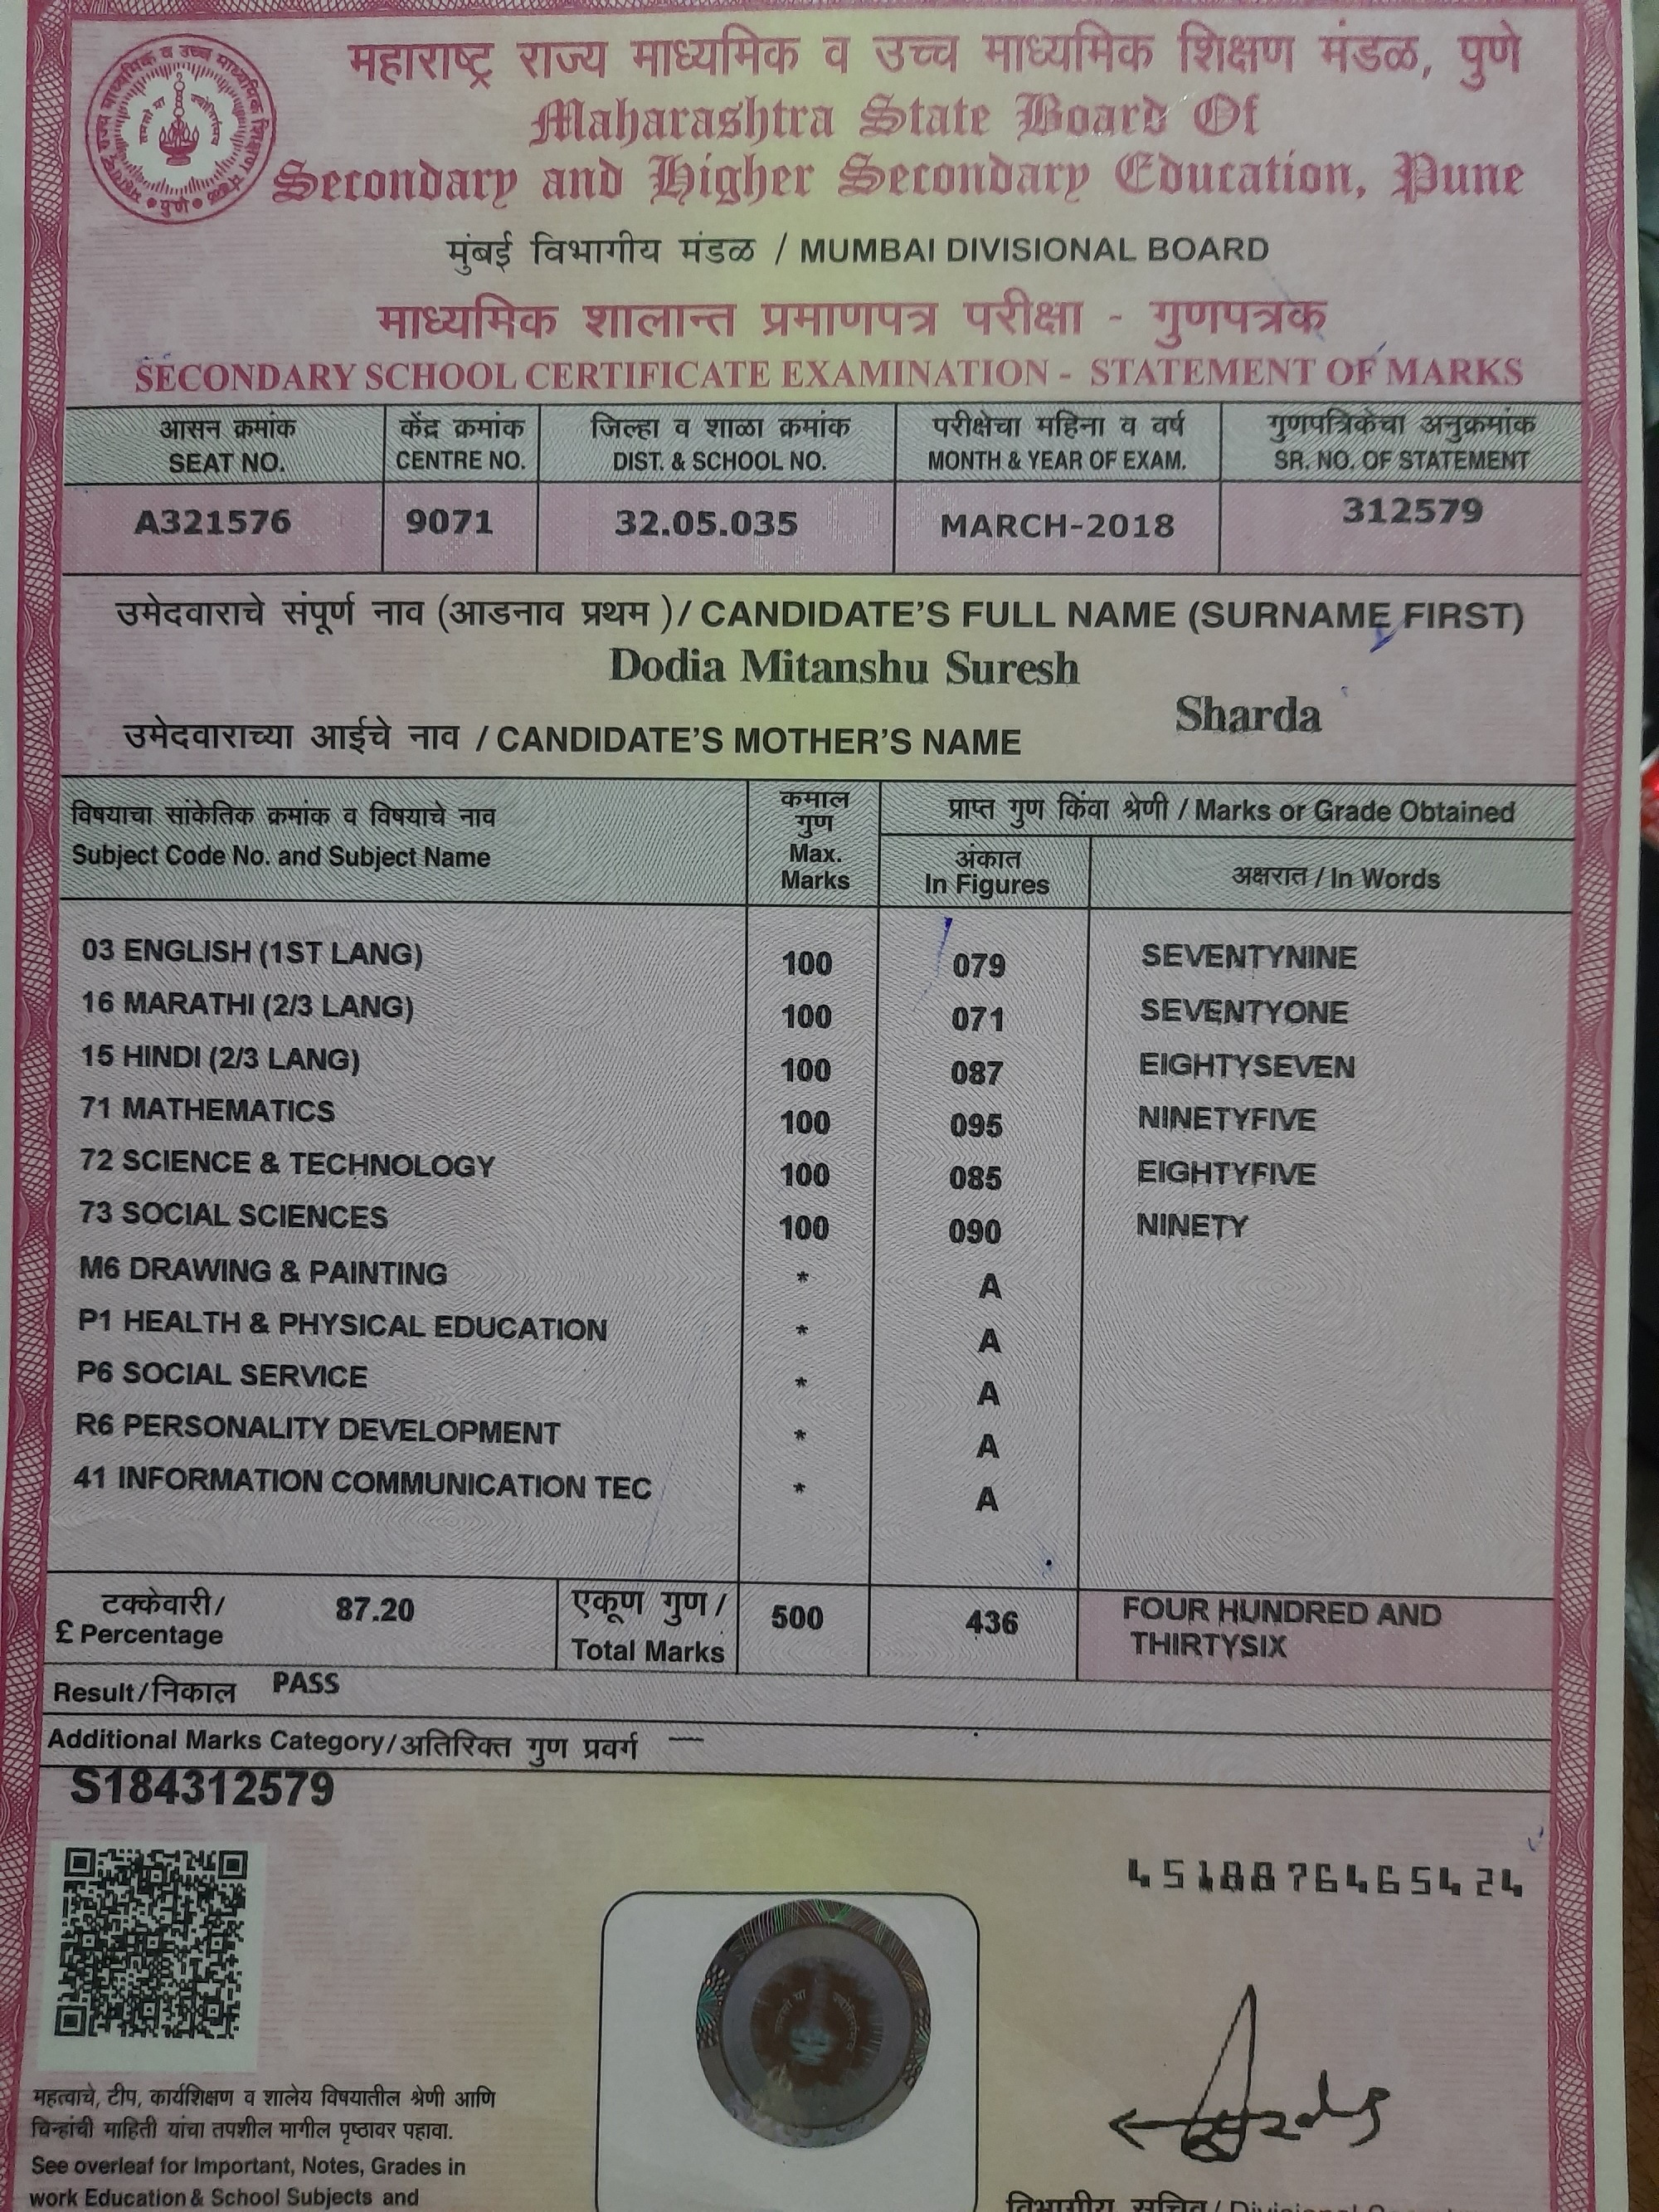 महाराष्ट्र राज्य माध्यमिक व उच्च माध्यमिक शिक्षण मंडळ, पुणे
Maharashtra State Board Of
Secondary and Higher Secondary Education, Pune
मुंबई विभागीय मंडळ / MUMBAI DIVISIONAL BOARD
माध्यमिक शालान्त प्रमाणपत्र परीक्षा - गुणपत्रक
SECONDARY SCHOOL CERTIFICATE EXAMINATION - STATEMENT OF MARKS
आसन क्रमांक केंद्र क्रमांक जिल्हा व शाळा क्रमांक परीक्षेचा महिना व वर्ष गुणपत्रिकेचा अनुक्रमांक
SEAT NO. CENTRE NO. DIST. & SCHOOL NO. MONTH & YEAR OF EXAM. SR. NO. OF STATEMENT
A321576 9071 32.05.035 MARCH-2018 312579
उमेदवाराचे संपूर्ण नाव (आडनाव प्रथम )/ CANDIDATE'S FULL NAME (SURNAME FIRST)
Dodia Mitanshu Suresh
उमेदवाराच्या आईचे नाव / CANDIDATE'S MOTHER'S NAME Sharda
विषयाचा सांकेतिक क्रमांक व विषयाचे नाव
Subject Code No. and Subject Name
कमाल
गुण
Max.
Marks
प्राप्त गुण किंवा श्रेणी / Marks or Grade Obtained
अंकात
In Figures
अक्षरात / In Words
03 ENGLISH (1ST LANG) 100 079 SEVENTYNINE
16 MARATHI (2/3 LANG) 100 071 SEVENTYONE
15 HINDI (2/3 LANG) 100 087 EIGHTYSEVEN
71 MATHEMATICS 100 095 NINETYFIVE
72 SCIENCE & TECHNOLOGY 100 085 EIGHTYFIVE
73 SOCIAL SCIENCES 100 090 NINETY
M6 DRAWING & PAINTING * A
P1 HEALTH & PHYSICAL EDUCATION * A
P6 SOCIAL SERVICE * A
R6 PERSONALITY DEVELOPMENT * A
41 INFORMATION COMMUNICATION TEC * A
टक्केवारी/
£ Percentage
87.20
एकूण गुण /
Total Marks
500 436 FOUR HUNDRED AND
THIRTYSIX
Result/निकाल PASS
Additional Marks Category/अतिरिक्त गुण प्रवर्ग —
S184312579
4518876465424
महत्वाचे, टीप, कार्यशिक्षण व शालेय विषयातील श्रेणी आणि
चिन्हांची माहिती यांचा तपशील मागील पृष्ठावर पहावा.
See overleaf for Important, Notes, Grades in
work Education & School Subjects and
विभागीय सचिव / Divisional